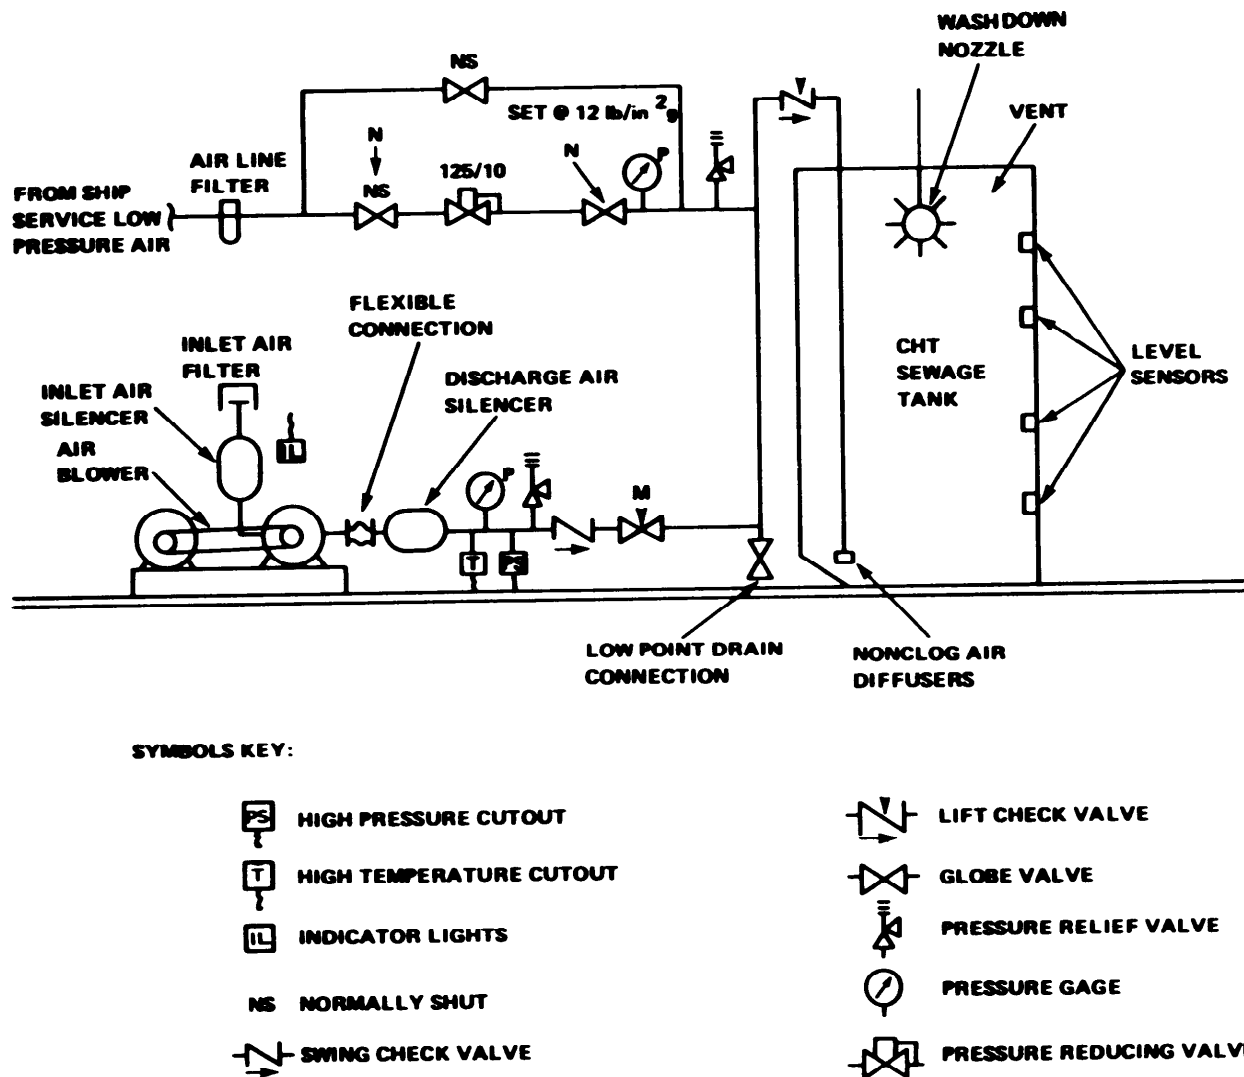 WASHDOWN
NOZZLE
NS
SET @ 12 lb/in 2g
VENT
AIR LINE
FILTER
N
125/10
N
P
FROM SHIP
SERVICE LOW
PRESSURE AIR
NS
FLEXIBLE
CONNECTION
INLET AIR
FILTER
DISCHARGE AIR
SILENCER
CHT
SEWAGE
TANK
LEVEL
SENSORS
INLET AIR
SILENCER
AIR
BLOWER
IL
P
M
T
PS
LOW POINT DRAIN
CONNECTION
NONCLOG AIR
DIFFUSERS
SYMBOLS KEY:
PS HIGH PRESSURE CUTOUT
T HIGH TEMPERATURE CUTOUT
IL INDICATOR LIGHTS
NS NORMALLY SHUT
SWING CHECK VALVE
LIFT CHECK VALVE
GLOBE VALVE
PRESSURE RELIEF VALVE
PRESSURE GAGE
PRESSURE REDUCING VALVE